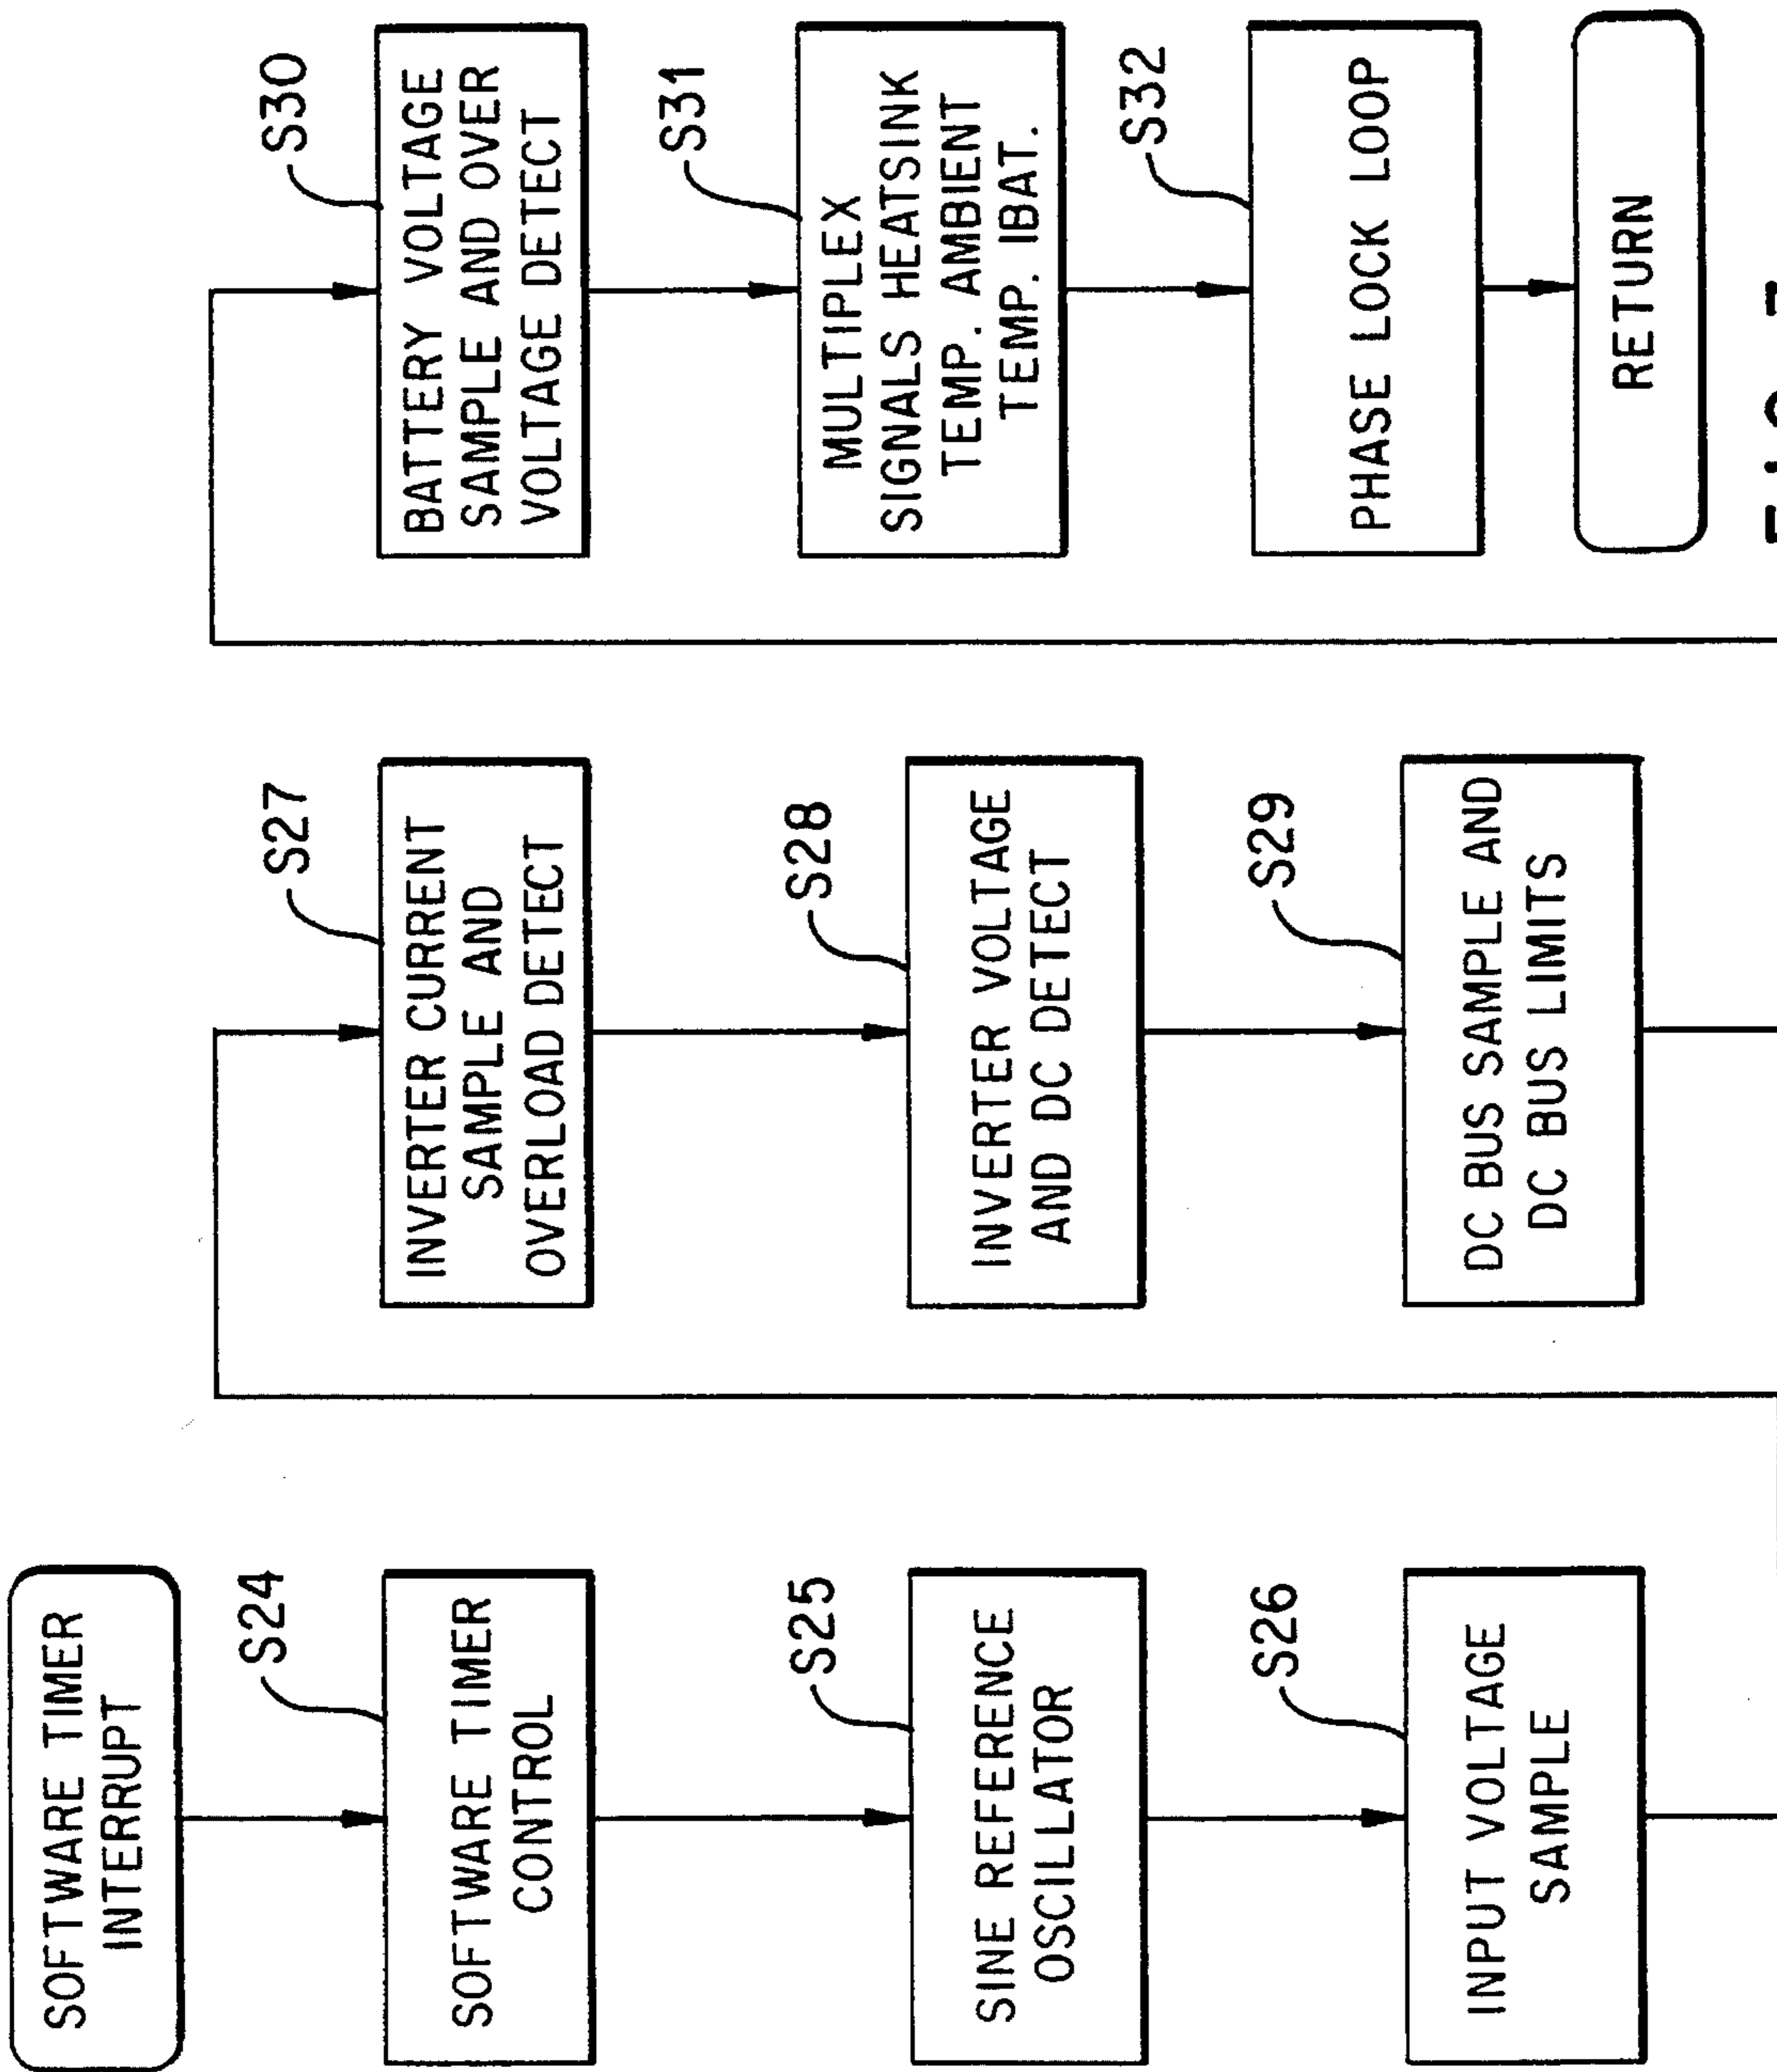 SOFTWARE TIMER
INTERRUPT
S24
SOFTWARE TIMER
CONTROL
S25
SINE REFERENCE
OSCILLATOR
S26
INPUT VOLTAGE
SAMPLE
S27
INVERTER CURRENT
SAMPLE AND
OVERLOAD DETECT
S28
INVERTER VOLTAGE
AND DC DETECT
S29
DC BUS SAMPLE AND
DC BUS LIMITS
S30
BATTERY VOLTAGE
SAMPLE AND OVER
VOLTAGE DETECT
S31
MULTIPLEX
SIGNALS HEATSINK
TEMP. AMBIENT
TEMP. IBAT.
S32
PHASE LOCK LOOP
RETURN